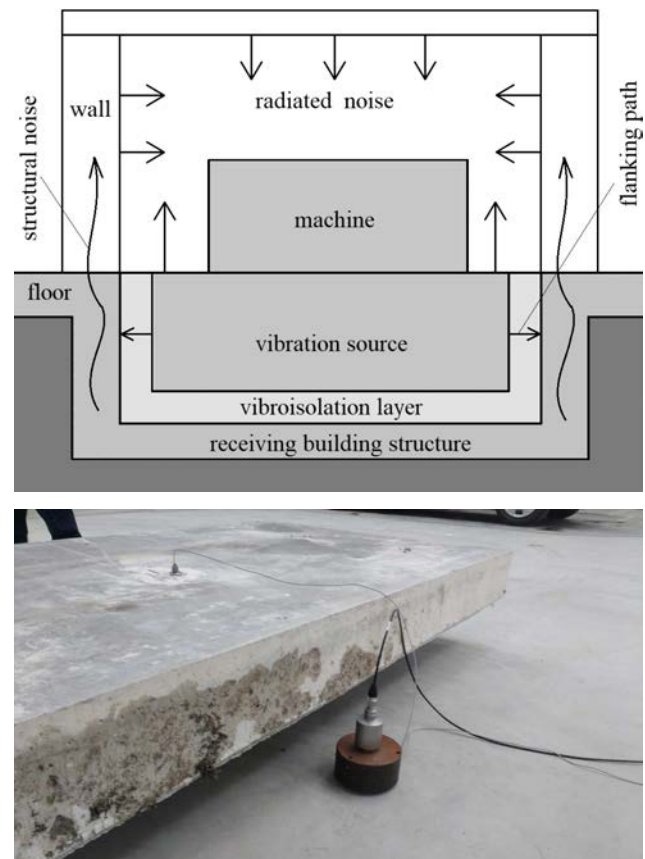 structural noise
wall
radiated noise
flanking path
machine
floor
vibration source
vibroisolation layer
receiving building structure